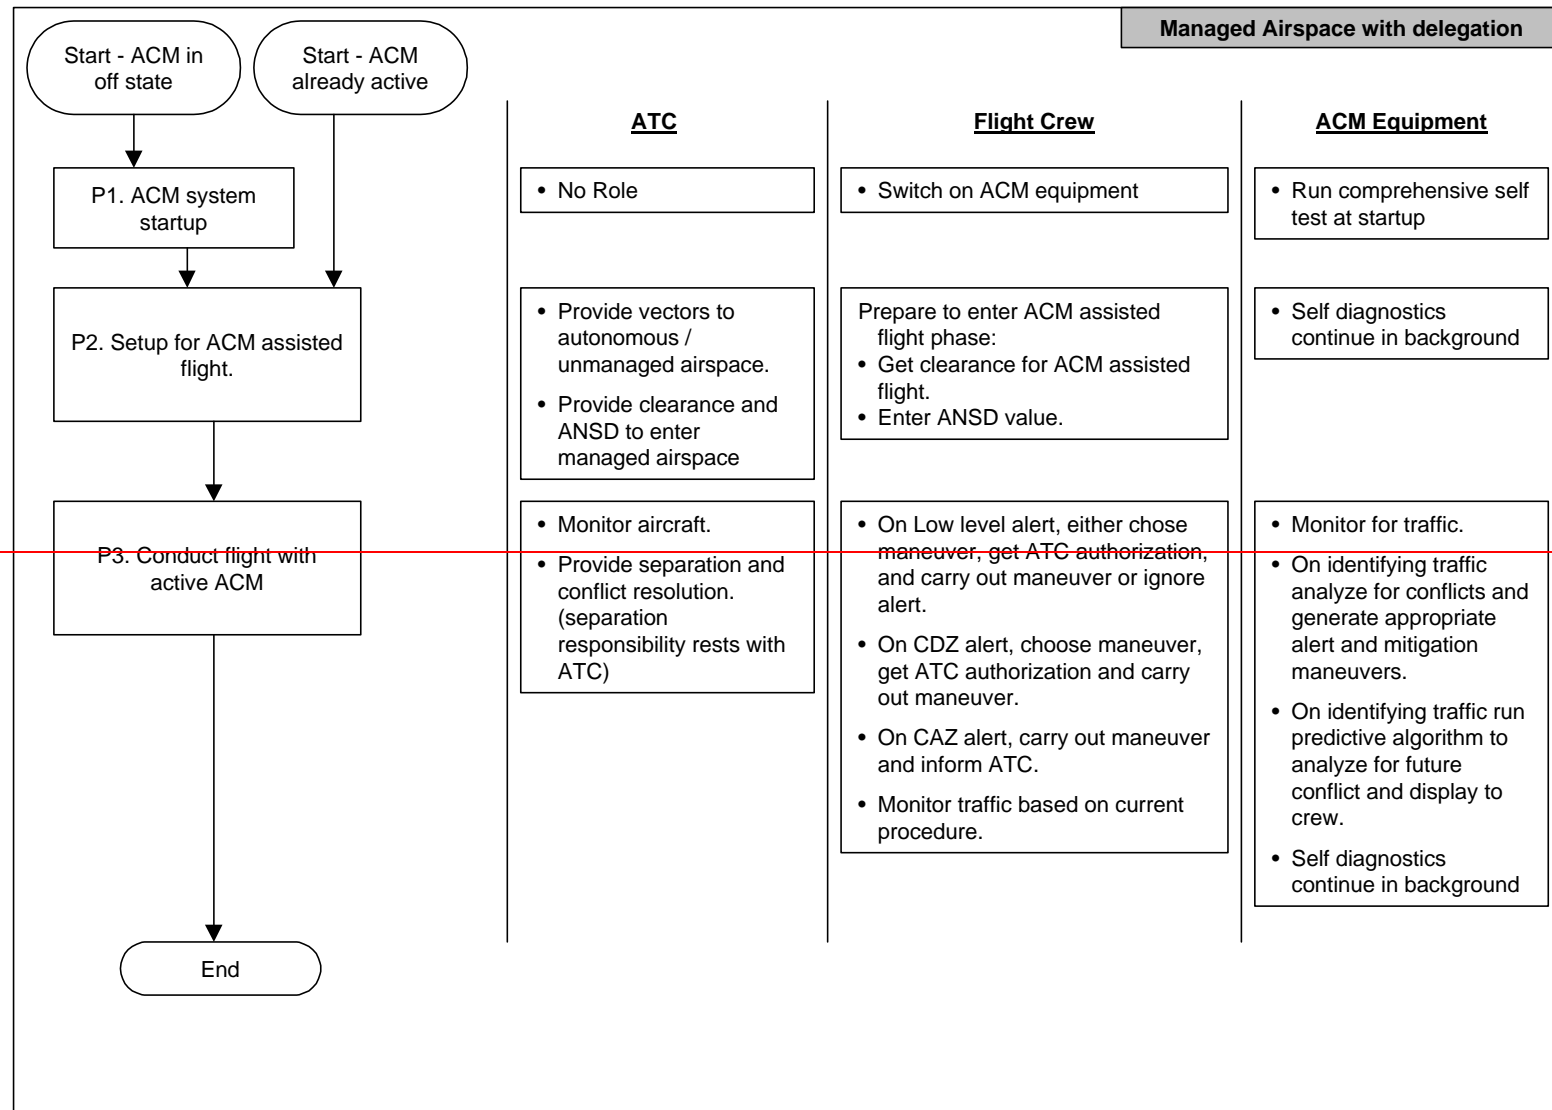 Managed Airspace with delegation
Start - ACM in
off state
Start - ACM
already active
ATC
Flight Crew
ACM Equipment
P1. ACM system
startup
• No Role
• Switch on ACM equipment
• Run comprehensive self
test at startup
P2. Setup for ACM assisted
flight.
• Provide vectors to
autonomous /
unmanaged airspace.
• Provide clearance and
ANSD to enter
managed airspace
Prepare to enter ACM assisted
flight phase:
• Get clearance for ACM assisted
flight.
• Enter ANSD value.
• Self diagnostics
continue in background
P3. Conduct flight with
active ACM
• Monitor aircraft.
• Provide separation and
conflict resolution.
(separation
responsibility rests with
ATC)
• On Low level alert, either chose
maneuver, get ATC authorization,
and carry out maneuver or ignore
alert.
• On CDZ alert, choose maneuver,
get ATC authorization and carry
out maneuver.
• On CAZ alert, carry out maneuver
and inform ATC.
• Monitor traffic based on current
procedure.
• Monitor for traffic.
• On identifying traffic
analyze for conflicts and
generate appropriate
alert and mitigation
maneuvers.
• On identifying traffic run
predictive algorithm to
analyze for future
conflict and display to
crew.
• Self diagnostics
continue in background
End